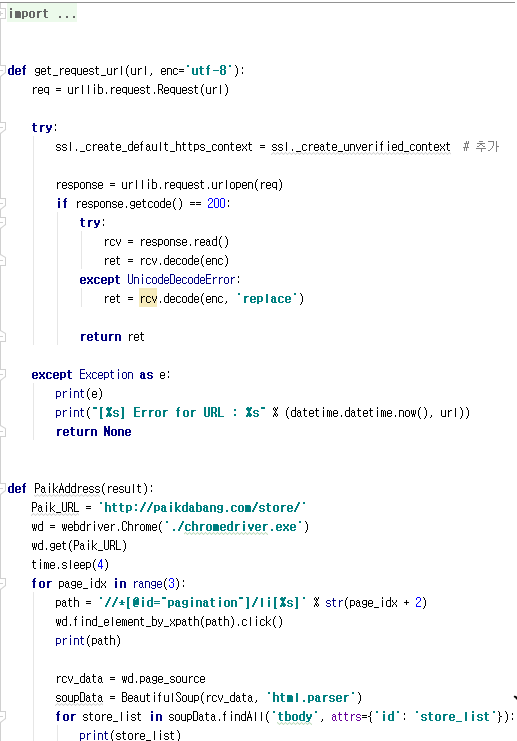 import ...
def get_request_url(url, enc='utf-8'):
    req = urllib.request.Request(url)
    try:
        ssl._create_default_https_context = ssl._create_unverified_context  # 추가
        response = urllib.request.urlopen(req)
        if response.getcode() == 200:
            try:
                rcv = response.read()
                ret = rcv.decode(enc)
            except UnicodeDecodeError:
                ret = rcv.decode(enc, 'replace')
            return ret
    except Exception as e:
        print(e)
        print("[%s] Error for URL : %s" % (datetime.datetime.now(), url))
        return None
def PaikAddress(result):
    Paik_URL = 'http://paikdabang.com/store/'
    wd = webdriver.Chrome('./chromedriver.exe')
    wd.get(Paik_URL)
    time.sleep(4)
    for page_idx in range(3):
        path = '//*[@id="pagination"]/li[%s]' % str(page_idx + 2)
        wd.find_element_by_xpath(path).click()
        print(path)
        rcv_data = wd.page_source
        soupData = BeautifulSoup(rcv_data, 'html.parser')
        for store_list in soupData.findAll('tbody', attrs={'id': 'store_list'}):
            print(store_list)